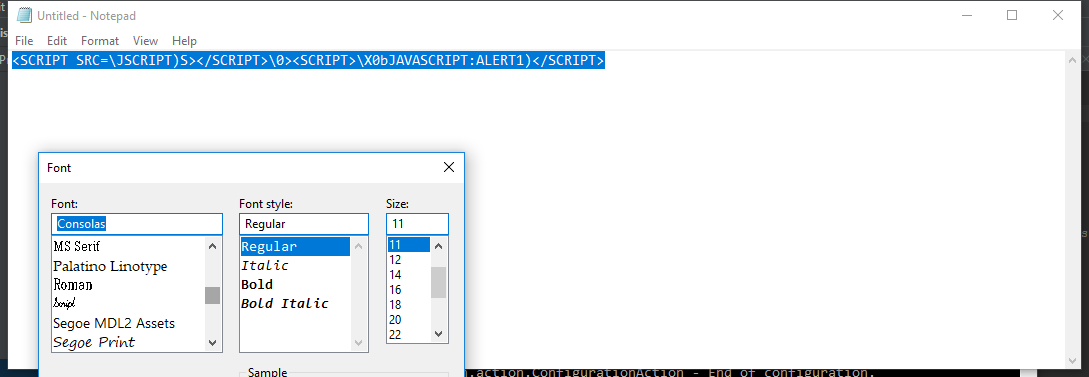 Untitled - Notepad
File Edit Format View Help
<SCRIPT SRC=\JSCRIPT)S></SCRIPT>\0><SCRIPT>\X0bJAVASCRIPT:ALERT1)</SCRIPT>
Font
Font: Font style: Size:
Consolas Regular 11
MS Serif Regular 11
Palatino Linotype Italic 12
Roman Bold 14
Script Bold Italic 16
Segoe MDL2 Assets 18
Segoe Print 20
22
Sample
.action.ConfigurationAction - End of configuration.